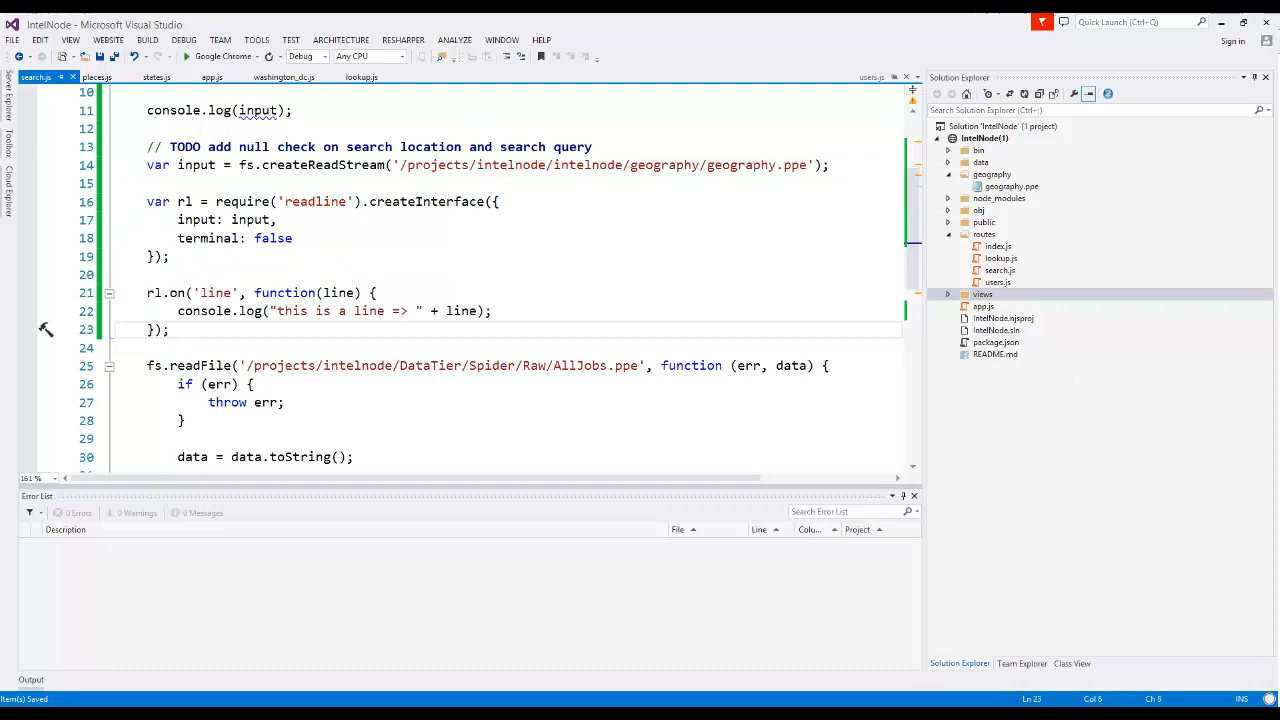 IntelNode - Microsoft Visual Studio
Quick Launch (Ctrl+Q)
FILE EDIT VIEW WEBSITE BUILD DEBUG TEAM TOOLS TEST ARCHITECTURE RESHARPER ANALYZE WINDOW HELP
Sign in
Google Chrome Debug Any CPU
search.js places.js states.js app.js washington_dc.js lookup.js users.js
Server Explorer
Toolbox
Cloud Explorer
10
11 console.log(input);
12
13 // TODO add null check on search location and search query
14 var input = fs.createReadStream('/projects/intelnode/intelnode/geography/geography.ppe');
15
16 var rl = require('readline').createInterface({
17 input: input,
18 terminal: false
19 });
20
21 rl.on('line', function(line) {
22 console.log("this is a line => " + line);
23 });
24
25 fs.readFile('/projects/intelnode/DataTier/Spider/Raw/AllJobs.ppe', function (err, data) {
26 if (err) {
27 throw err;
28 }
29
30 data = data.toString();
161 %
Error List
0 Errors 0 Warnings 0 Messages
Search Error List
Description File Line Colu... Project
Output
Solution Explorer
Search Solution Explorer (Ctrl+;)
Solution 'IntelNode' (1 project)
IntelNode(1)
bin
data
geography
geography.ppe
node_modules
obj
public
routes
index.js
lookup.js
search.js
users.js
views
app.js
IntelNode.njsproj
IntelNode.sln
package.json
README.md
Solution Explorer Team Explorer Class View
Item(s) Saved Ln 23 Col 8 Ch 8 INS